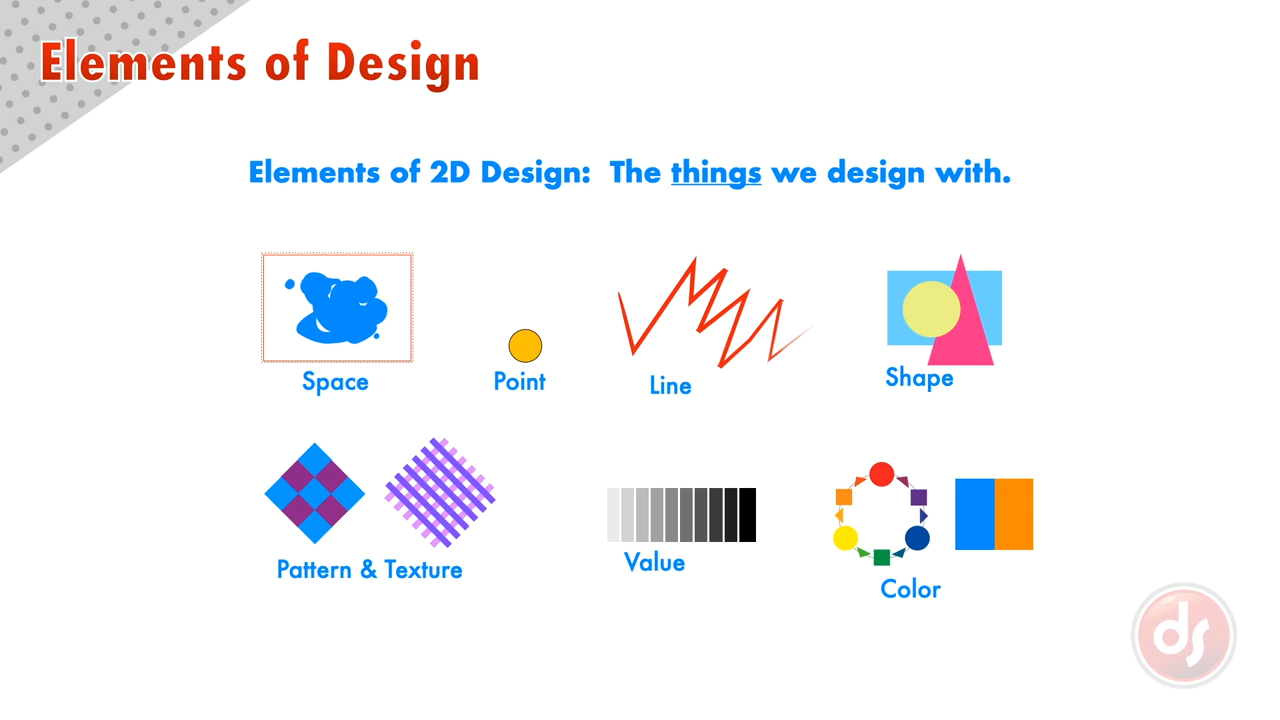 Elements of Design
Elements of 2D Design: The things we design with.
Space
Point
Line
Shape
Pattern & Texture
Value
Color
ds